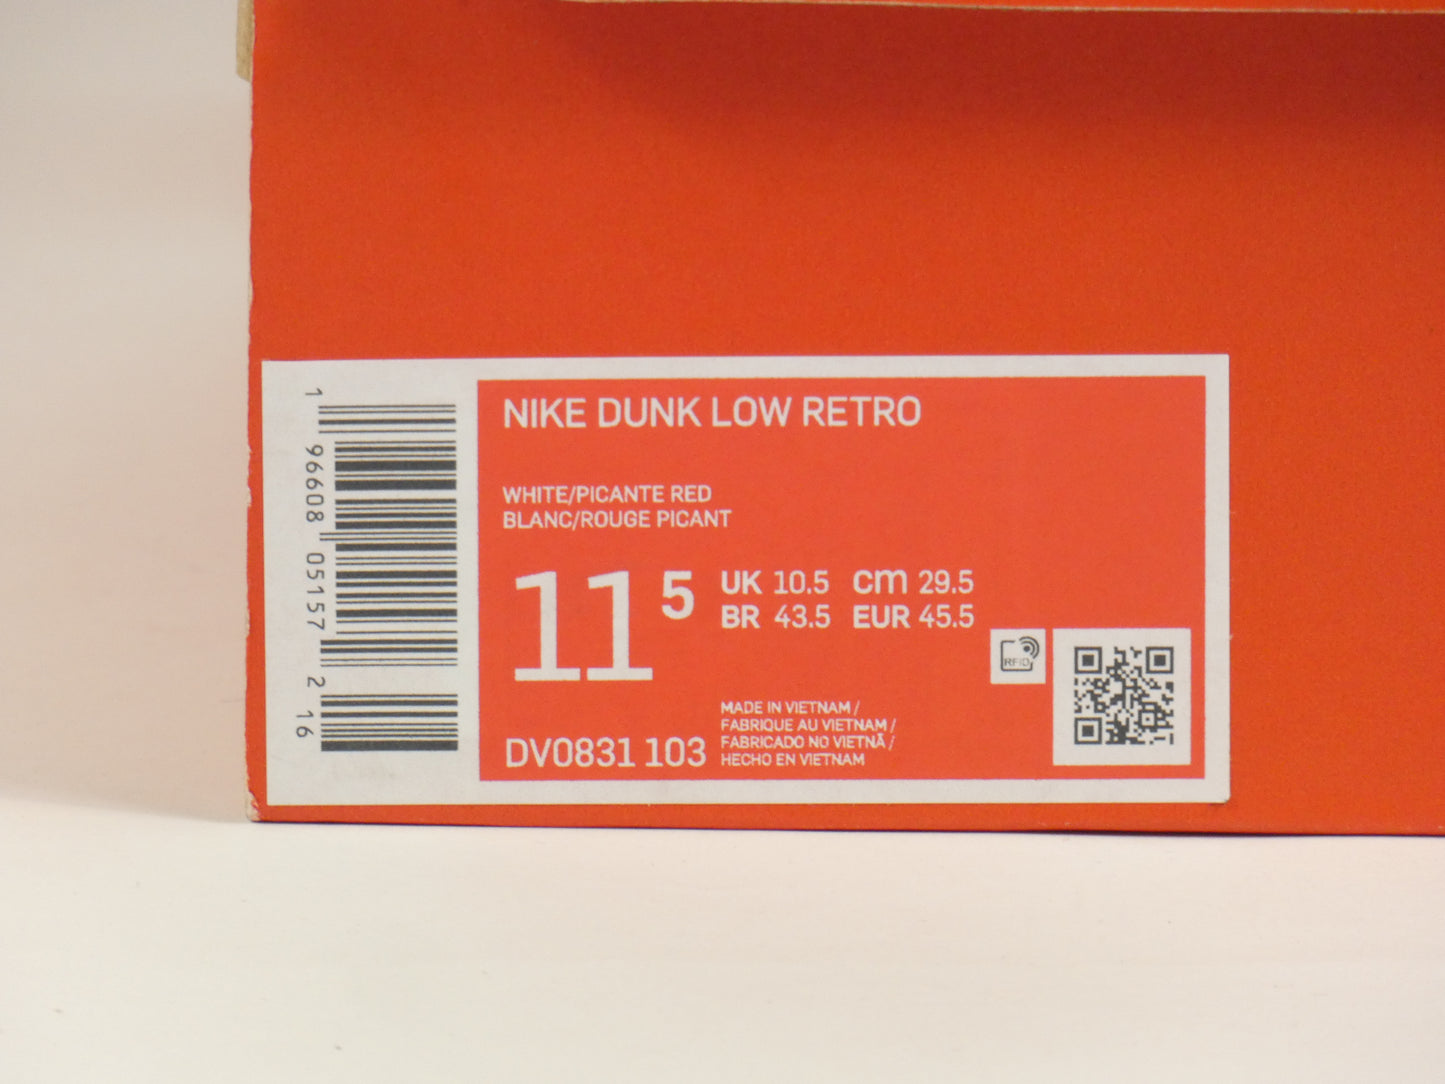 1 96608 05157 2 16
NIKE DUNK LOW RETRO
WHITE/PICANTE RED
BLANC/ROUGE PICANT
11 5
UK 10.5 cm 29.5
BR 43.5 EUR 45.5
RFID
MADE IN VIETNAM /
FABRIQUE AU VIETNAM /
FABRICADO NO VIETNÃ /
HECHO EN VIETNAM
DV0831 103